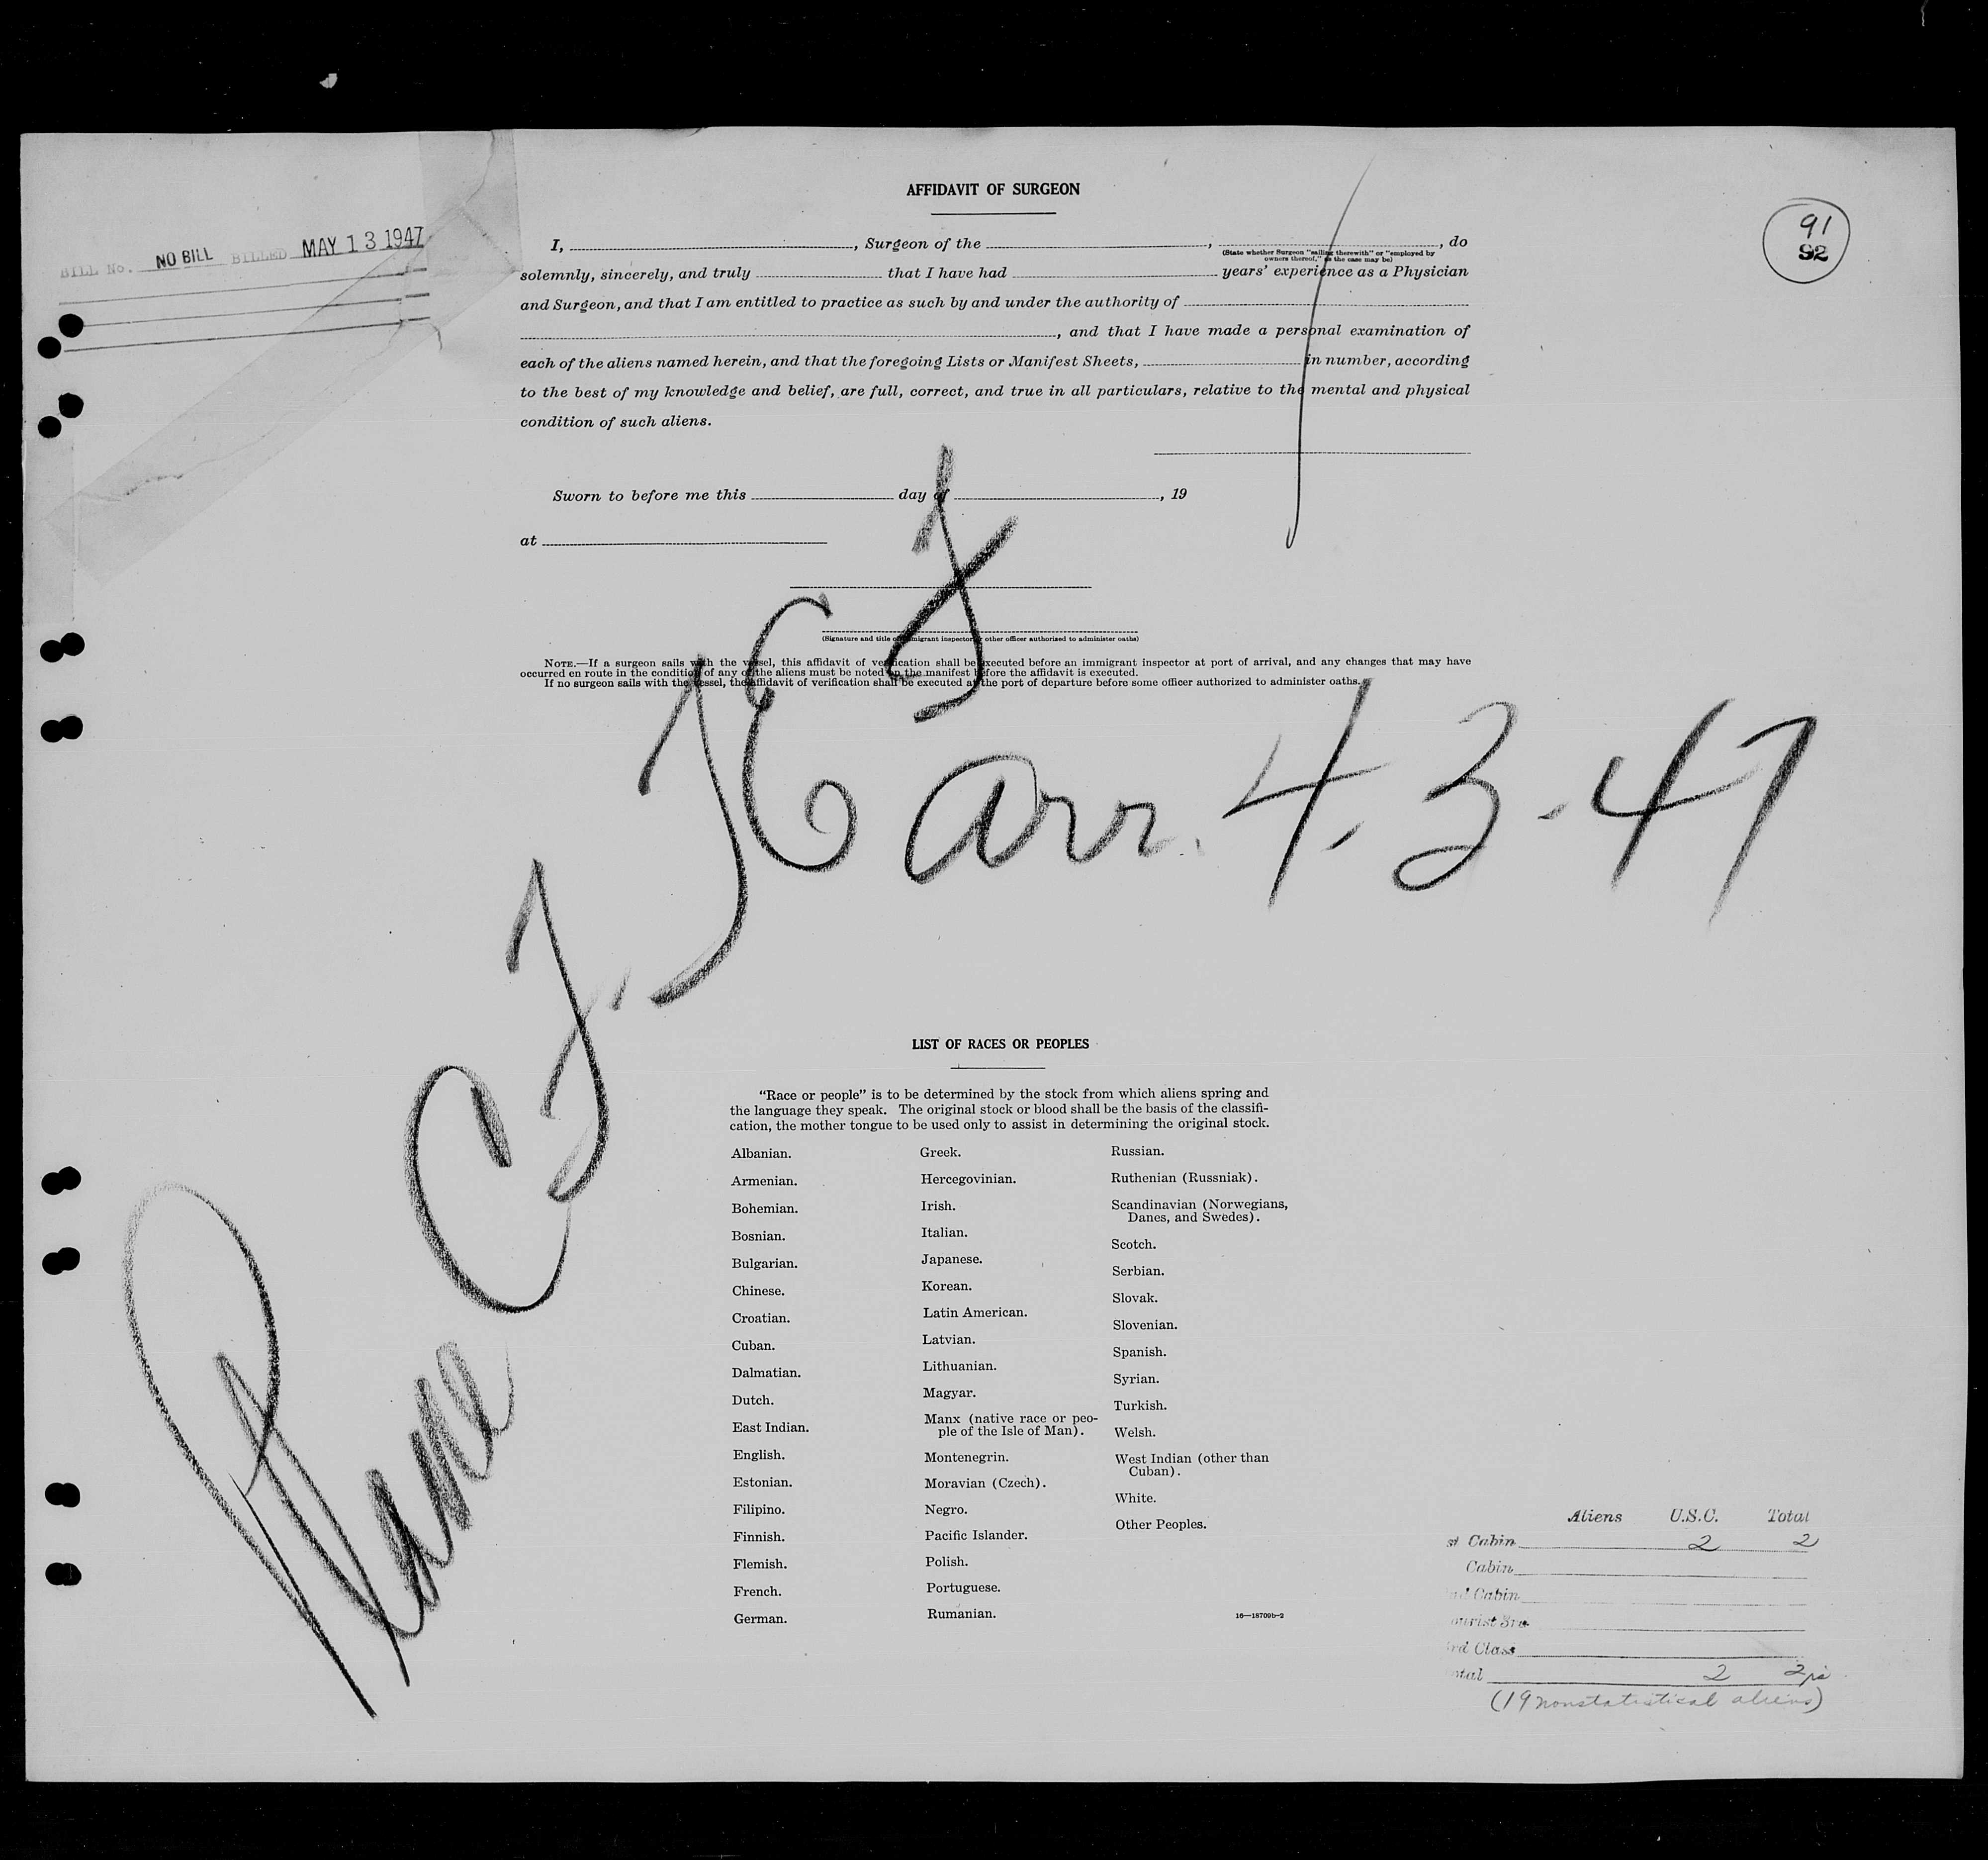 BILL No. NO BILL BILLED MAY 13 1947
91
S2
AFFIDAVIT OF SURGEON
I, , Surgeon of the , , do
(State whether Surgeon "sailing therewith" or "employed by
owners thereof," as the case may be)
solemnly, sincerely, and truly that I have had years' experience as a Physician
and Surgeon, and that I am entitled to practice as such by and under the authority of
, and that I have made a personal examination of
each of the aliens named herein, and that the foregoing Lists or Manifest Sheets, in number, according
to the best of my knowledge and belief, are full, correct, and true in all particulars, relative to the mental and physical
condition of such aliens.
Sworn to before me this day of , 19
at
(Signature and title of immigrant inspector or other officer authorized to administer oaths)
NOTE.—If a surgeon sails with the vessel, this affidavit of verification shall be executed before an immigrant inspector at port of arrival, and any changes that may have
occurred en route in the condition of any of the aliens must be noted on the manifest before the affidavit is executed.
If no surgeon sails with the vessel, the affidavit of verification shall be executed at the port of departure before some officer authorized to administer oaths.
Plane C F.
arr. 4. 3 - 47
LIST OF RACES OR PEOPLES
"Race or people" is to be determined by the stock from which aliens spring and
the language they speak. The original stock or blood shall be the basis of the classifi-
cation, the mother tongue to be used only to assist in determining the original stock.
Albanian.
Armenian.
Bohemian.
Bosnian.
Bulgarian.
Chinese.
Croatian.
Cuban.
Dalmatian.
Dutch.
East Indian.
English.
Estonian.
Filipino.
Finnish.
Flemish.
French.
German.
Greek.
Hercegovinian.
Irish.
Italian.
Japanese.
Korean.
Latin American.
Latvian.
Lithuanian.
Magyar.
Manx (native race or peo-
ple of the Isle of Man).
Montenegrin.
Moravian (Czech).
Negro.
Pacific Islander.
Polish.
Portuguese.
Rumanian.
Russian.
Ruthenian (Russniak).
Scandinavian (Norwegians,
Danes, and Swedes).
Scotch.
Serbian.
Slovak.
Slovenian.
Spanish.
Syrian.
Turkish.
Welsh.
West Indian (other than
Cuban).
White.
Other Peoples.
16—18709b-2
Aliens U.S.C. Total
st Cabin 2 2
Cabin
nd Cabin
ourist 3rd
ird Class
otal 2 2
(19 nonstatistical aliens)